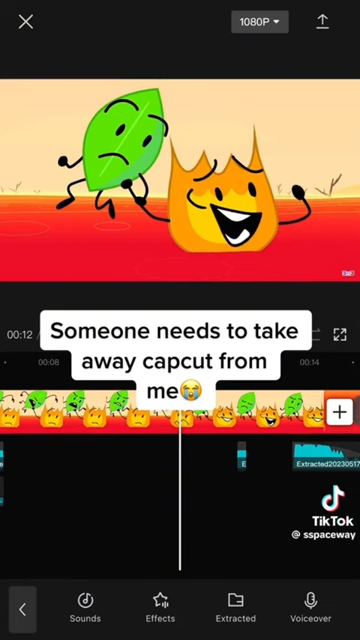 1080P
00:12 /
Someone needs to take
away capcut from
me😭
00:08
00:14
E
Extracted20230517
TikTok
@ sspaceway
Sounds
Effects
Extracted
Voiceover